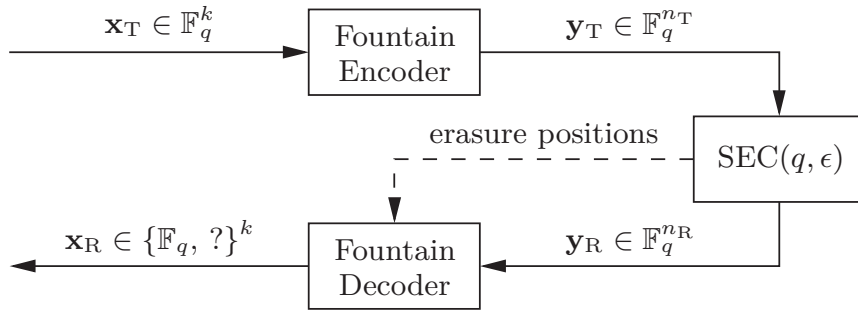 𝐱_T ∈ 𝔽_q^k
Fountain
Encoder
𝐲_T ∈ 𝔽_q^{n_T}
erasure positions
SEC(q, ϵ)
𝐱_R ∈ {𝔽_q, ?}^k
Fountain
Decoder
𝐲_R ∈ 𝔽_q^{n_R}